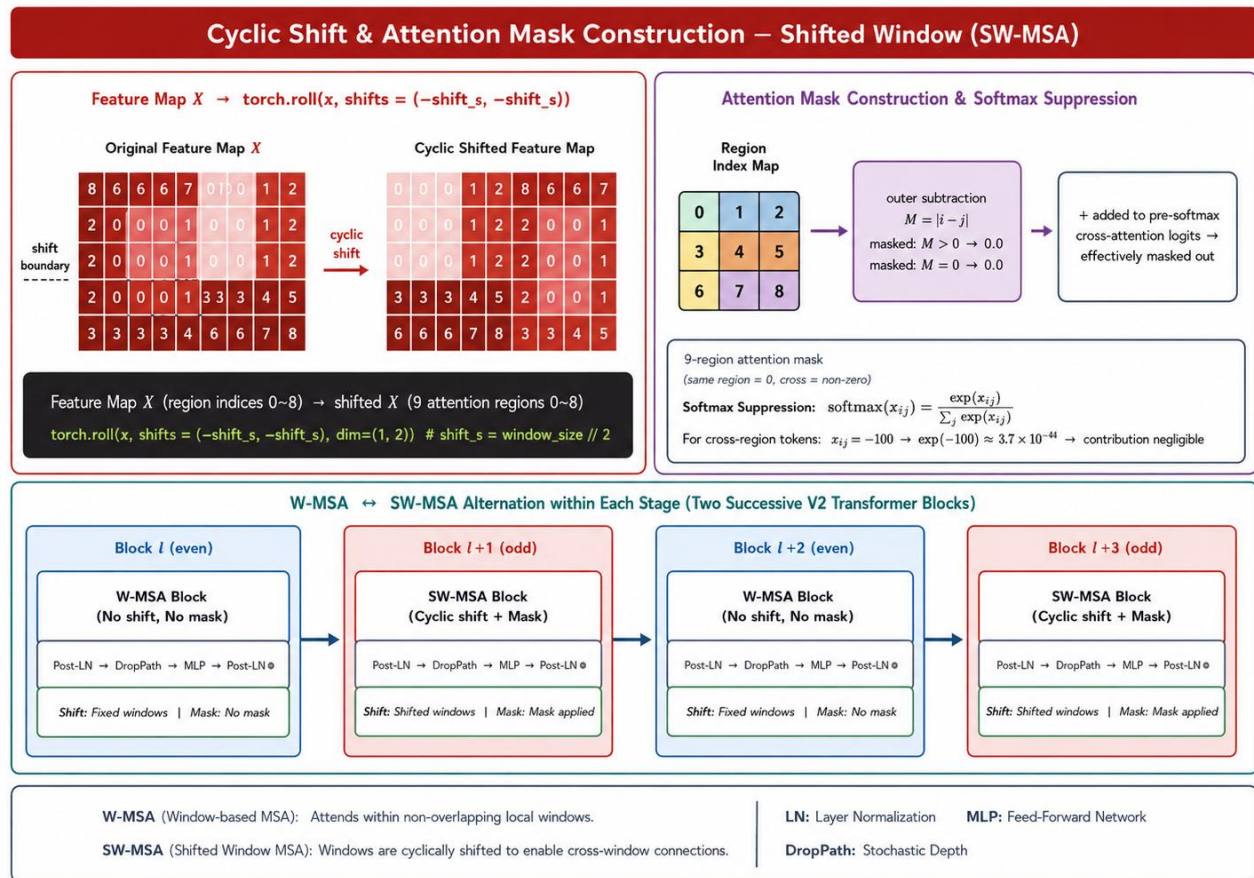 Cyclic Shift & Attention Mask Construction – Shifted Window (SW-MSA)
Feature Map X → torch.roll(x, shifts = (−shift_s, −shift_s))
Original Feature Map X
8 6 6 6 7 0 1 0 0 1 2
2 0 0 0 1 0 0 1 2
2 0 0 0 1 0 0 1 2
2 0 0 0 1 3 3 3 4 5
3 3 3 3 4 6 6 7 8
shift
boundary
cyclic
shift
Cyclic Shifted Feature Map
0 0 0 1 2 8 6 6 7
0 0 0 1 2 2 0 0 1
0 0 0 1 2 2 0 0 1
3 3 3 4 5 2 0 0 1
6 6 6 7 8 3 3 4 5
Feature Map X (region indices 0~8) → shifted X (9 attention regions 0~8)
torch.roll(x, shifts = (−shift_s, −shift_s), dim=(1, 2)) # shift_s = window_size // 2
Attention Mask Construction & Softmax Suppression
Region
Index Map
0 1 2
3 4 5
6 7 8
outer subtraction
M = |i − j|
masked: M > 0 → 0.0
masked: M = 0 → 0.0
+ added to pre-softmax
cross-attention logits →
effectively masked out
9-region attention mask
(same region = 0, cross = non-zero)
Softmax Suppression: softmax(x_{ij}) = exp(x_{ij}) / ∑_j exp(x_{ij})
For cross-region tokens: x_{ij} = −100 → exp(−100) ≈ 3.7 × 10^{−44} → contribution negligible
W-MSA ↔ SW-MSA Alternation within Each Stage (Two Successive V2 Transformer Blocks)
Block l (even)
W-MSA Block
(No shift, No mask)
Post-LN → DropPath → MLP → Post-LN
Shift: Fixed windows | Mask: No mask
Block l+1 (odd)
SW-MSA Block
(Cyclic shift + Mask)
Post-LN → DropPath → MLP → Post-LN
Shift: Shifted windows | Mask: Mask applied
Block l+2 (even)
W-MSA Block
(No shift, No mask)
Post-LN → DropPath → MLP → Post-LN
Shift: Fixed windows | Mask: No mask
Block l+3 (odd)
SW-MSA Block
(Cyclic shift + Mask)
Post-LN → DropPath → MLP → Post-LN
Shift: Shifted windows | Mask: Mask applied
W-MSA (Window-based MSA): Attends within non-overlapping local windows.
SW-MSA (Shifted Window MSA): Windows are cyclically shifted to enable cross-window connections.
LN: Layer Normalization MLP: Feed-Forward Network
DropPath: Stochastic Depth